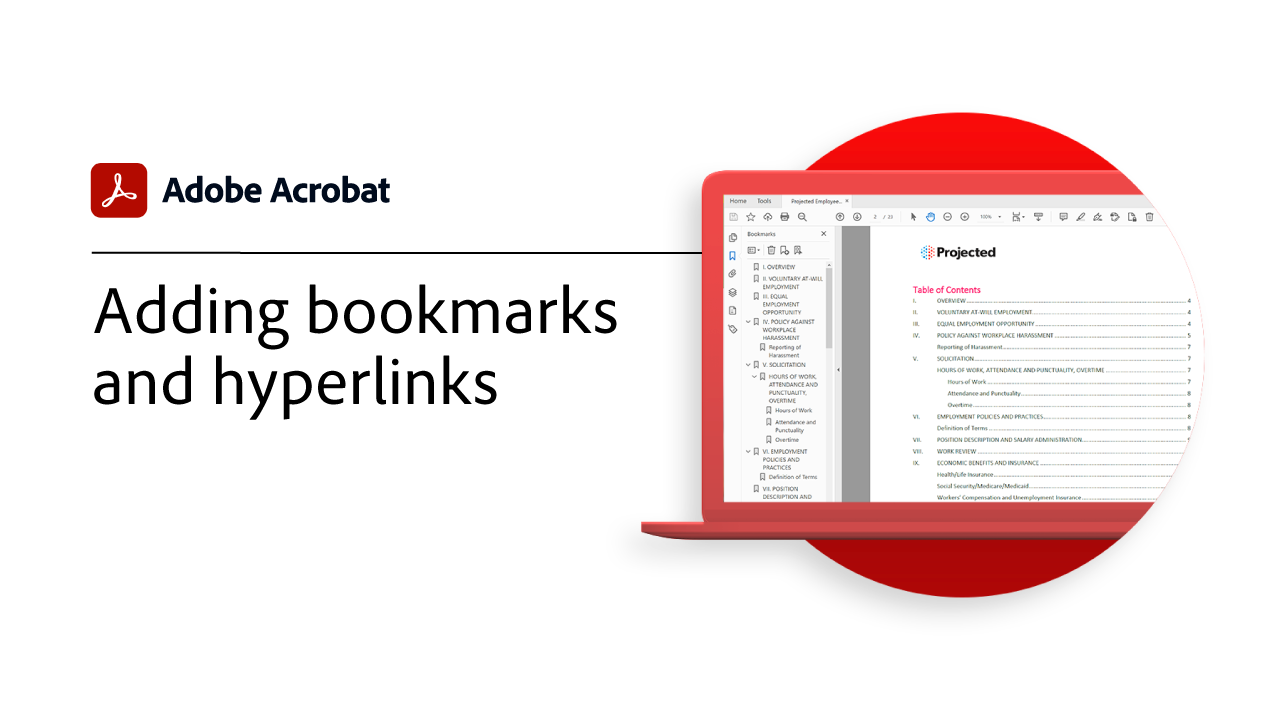 Adobe Acrobat
Adding bookmarks
and hyperlinks
Home Tools Projected Employee... ×
2 / 23 100%
Bookmarks ×
I. OVERVIEW
II. VOLUNTARY AT-WILL
EMPLOYMENT
III. EQUAL
EMPLOYMENT
OPPORTUNITY
IV. POLICY AGAINST
WORKPLACE
HARASSMENT
Reporting of
Harassment
V. SOLICITATION
HOURS OF WORK,
ATTENDANCE AND
PUNCTUALITY,
OVERTIME
Hours of Work
Attendance and
Punctuality
Overtime
VI. EMPLOYMENT
POLICIES AND
PRACTICES
Definition of Terms
VII. POSITION
DESCRIPTION AND
Projected
Table of Contents
I. OVERVIEW 4
II. VOLUNTARY AT-WILL EMPLOYMENT 4
III. EQUAL EMPLOYMENT OPPORTUNITY 4
IV. POLICY AGAINST WORKPLACE HARASSMENT 5
Reporting of Harassment 7
V. SOLICITATION 7
HOURS OF WORK, ATTENDANCE AND PUNCTUALITY, OVERTIME 7
Hours of Work 7
Attendance and Punctuality 8
Overtime 8
VI. EMPLOYMENT POLICIES AND PRACTICES 8
Definition of Terms 8
VII. POSITION DESCRIPTION AND SALARY ADMINISTRATION
VIII. WORK REVIEW
IX. ECONOMIC BENEFITS AND INSURANCE
Health/Life Insurance
Social Security/Medicare/Medicaid
Workers' Compensation and Unemployment Insurance